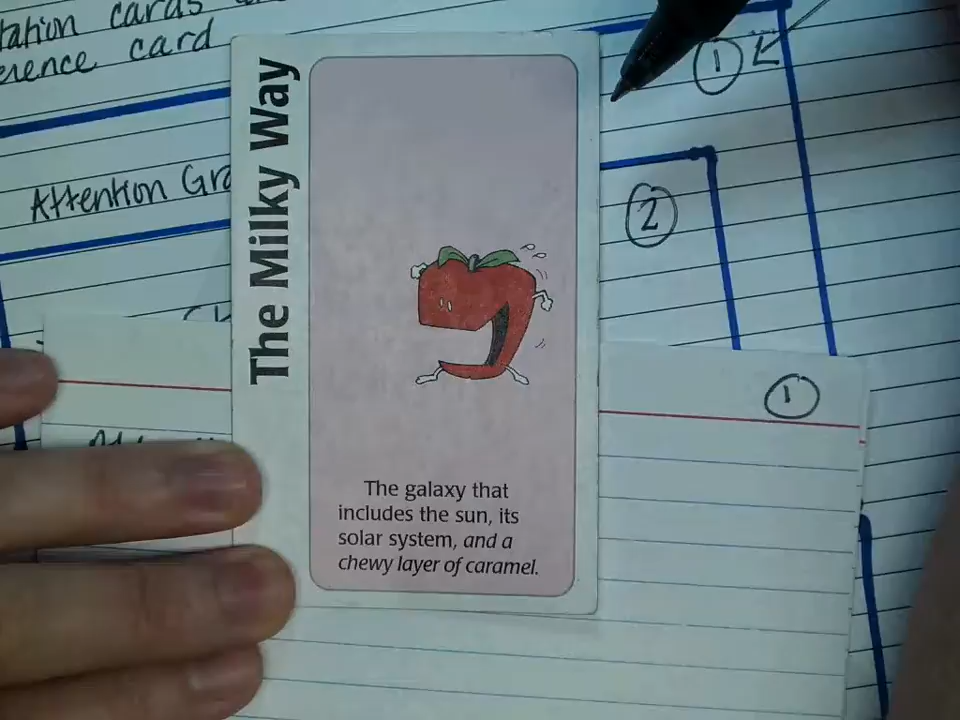 tation cards
erence card
Attention Gra
1
2
1
The Milky Way
The galaxy that
includes the sun, its
solar system, and a
chewy layer of caramel.